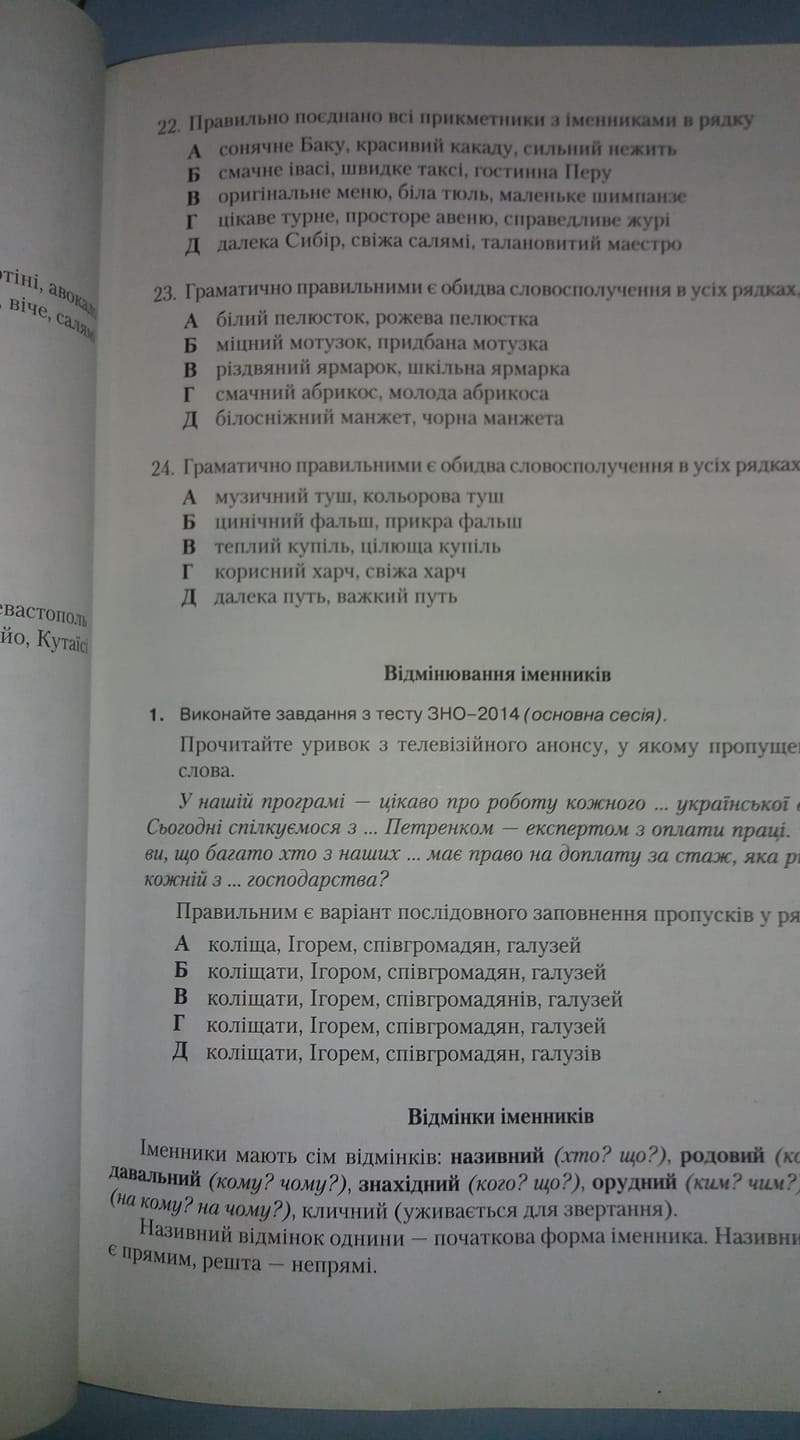 22. Правильно поєднано всі прикметники з іменниками в рядку
А сонячне Баку, красивий какаду, сильний нежить
Б смачне івасі, швидке таксі, гостинна Перу
В оригінальне меню, біла тюль, маленьке шимпанзе
Г цікаве турне, просторе авеню, справедливе журі
Д далека Сибір, свіжа салямі, талановитий маестро
23. Граматично правильними є обидва словосполучення в усіх рядках,
А білий пелюсток, рожева пелюстка
Б міцний мотузок, придбана мотузка
В різдвяний ярмарок, шкільна ярмарка
Г смачний абрикос, молода абрикоса
Д білосніжний манжет, чорна манжета
24. Граматично правильними є обидва словосполучення в усіх рядках
А музичний туш, кольорова туш
Б цинічний фальш, прикра фальш
В теплий купіль, цілюща купіль
Г корисний харч, свіжа харч
Д далека путь, важкий путь
віче,
Кутаїсі
Відмінювання іменників
1. Виконайте завдання з тесту ЗНО–2014 (основна сесія).
Прочитайте уривок з телевізійного анонсу, у якому
слова.
У нашій програмі — цікаво про роботу кожного ... української
Сьогодні спілкуємося з ... Петренком — експертом з оплати праці.
ви, що багато хто з наших ... має право на доплату за стаж, яка
кожній з ... господарства?
Правильним є варіант послідовного заповнення пропусків у
А коліща, Ігорем, співгромадян, галузей
Б коліщати, Ігором, співгромадян, галузей
В коліщати, Ігорем, співгромадянів, галузей
Г коліщати, Ігорем, співгромадян, галузей
Д коліщати, Ігорем, співгромадян, галузів
Відмінки іменників
Іменники мають сім відмінків: називний (хто? що?), родовий
давальний (кому? чому?), знахідний (кого? що?), орудний (ким? чим?)
(на кому? на чому?), кличний (уживається для звертання).
Називний відмінок однини — початкова форма іменника.
є прямим, решта — непрямі.